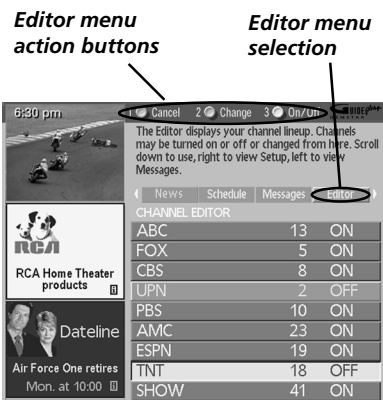 Editor menu
action buttons
Editor menu
selection
6:30 pm
1 Cancel 2 Change 3 On/Off
The Editor displays your channel lineup. Channels
may be turned on or off or changed from here. Scroll
down to use, right to view Setup, left to view
Messages.
News Schedule Messages Editor
CHANNEL EDITOR
ABC 13 ON
FOX 5 ON
CBS 8 ON
UPN 2 OFF
PBS 10 ON
AMC 23 ON
ESPN 19 ON
TNT 18 OFF
SHOW 41 ON
RCA
RCA Home Theater
products
Dateline
Air Force One retires
Mon. at 10:00